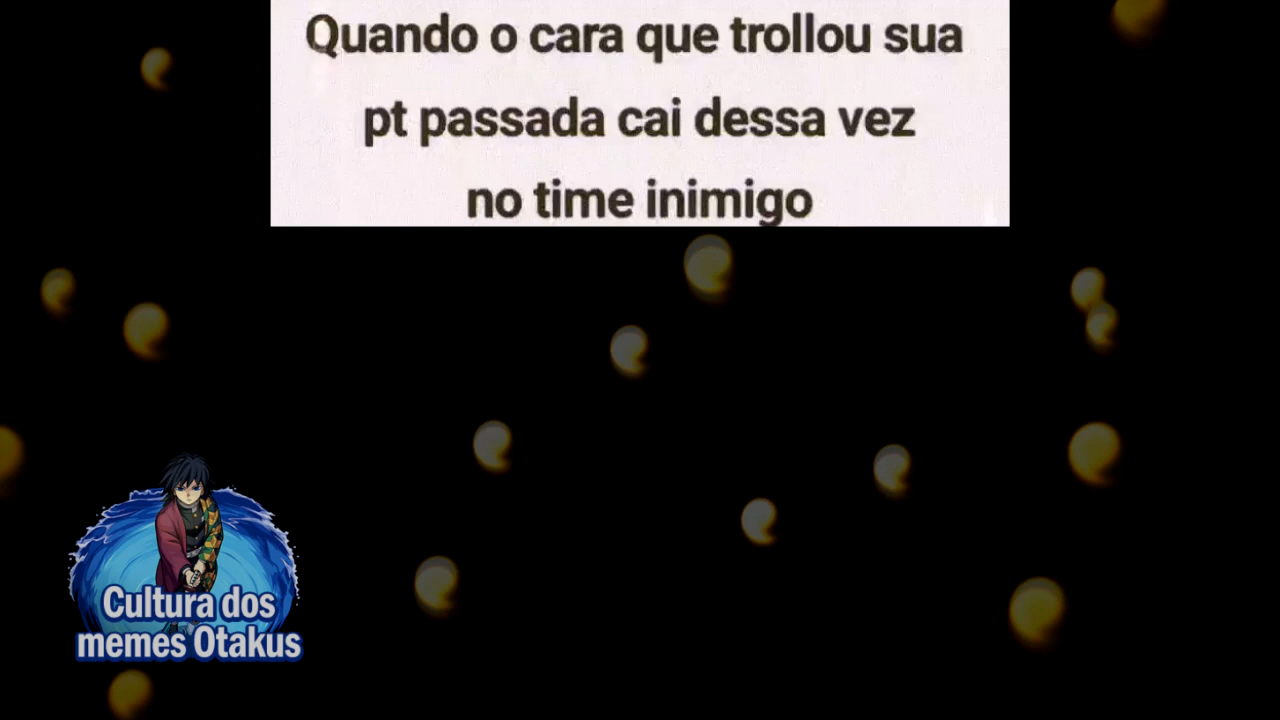 Quando o cara que trollou sua
pt passada cai dessa vez
no time inimigo
Cultura dos
memes Otakus